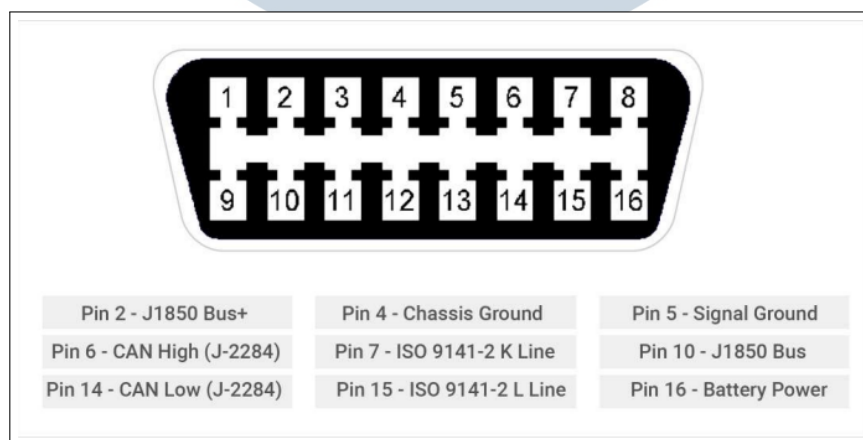 1 2 3 4 5 6 7 8
9 10 11 12 13 14 15 16
Pin 2 - J1850 Bus+ Pin 4 - Chassis Ground Pin 5 - Signal Ground
Pin 6 - CAN High (J-2284) Pin 7 - ISO 9141-2 K Line Pin 10 - J1850 Bus
Pin 14 - CAN Low (J-2284) Pin 15 - ISO 9141-2 L Line Pin 16 - Battery Power